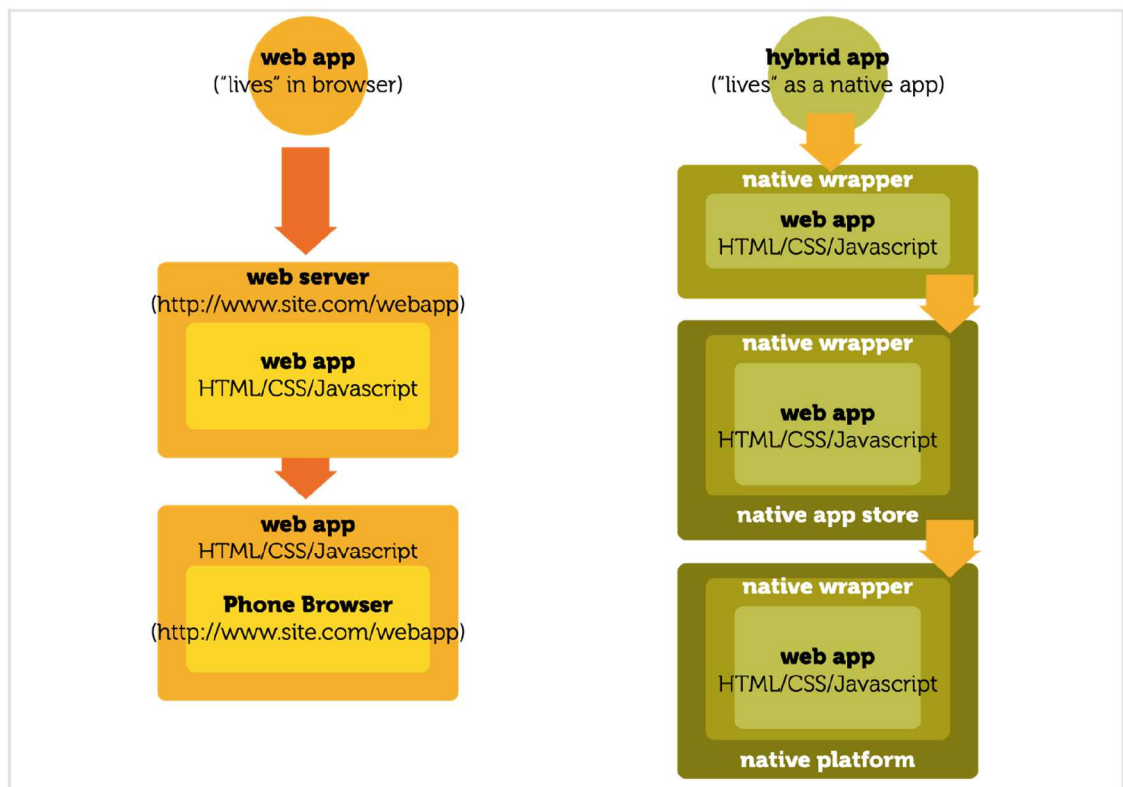 web app
("lives" in browser)
web server
(http://www.site.com/webapp)
web app
HTML/CSS/Javascript
web app
HTML/CSS/Javascript
Phone Browser
(http://www.site.com/webapp)
hybrid app
("lives" as a native app)
native wrapper
web app
HTML/CSS/Javascript
native wrapper
web app
HTML/CSS/Javascript
native app store
native wrapper
web app
HTML/CSS/Javascript
native platform